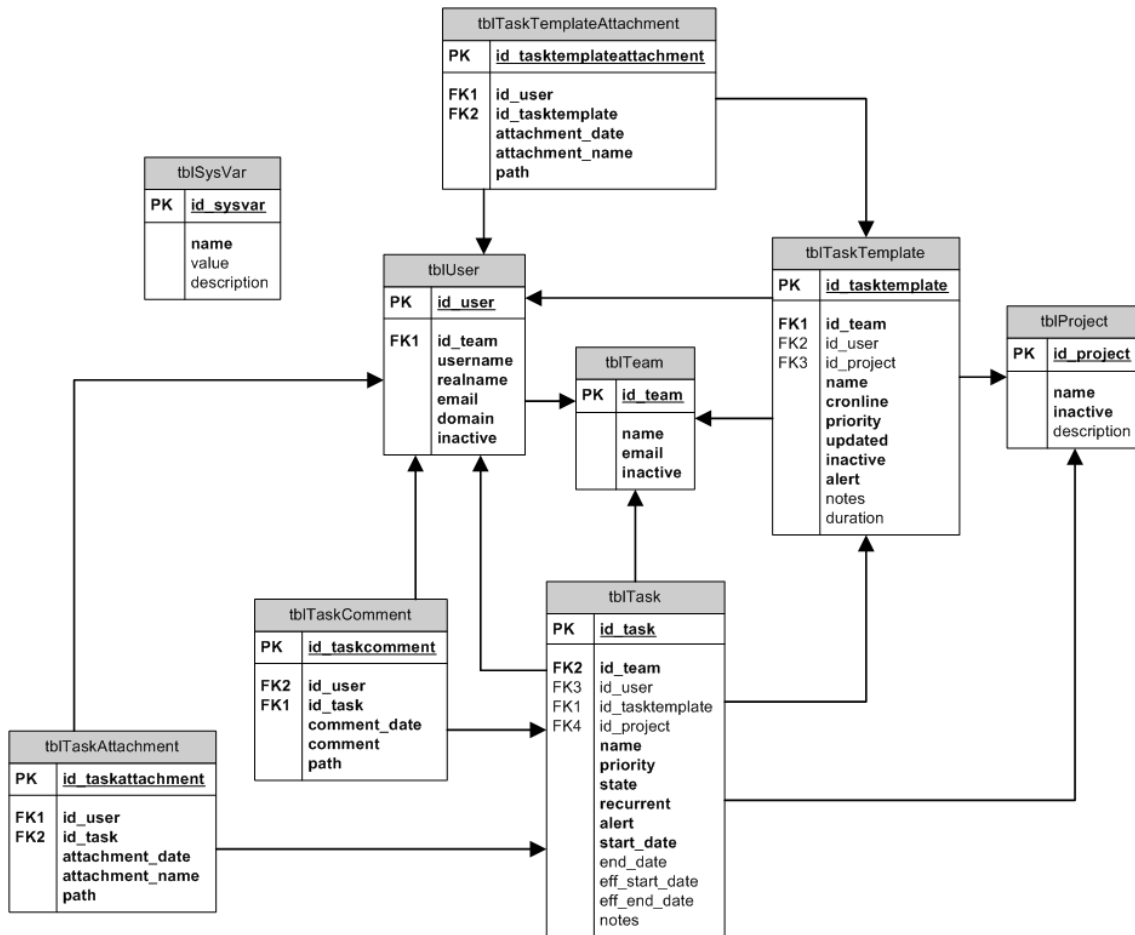 tblTaskTemplateAttachment
PK id_tasktemplateattachment
FK1 id_user
FK2 id_tasktemplate
attachment_date
attachment_name
path
tblSysVar
PK id_sysvar
name
value
description
tblUser
PK id_user
FK1 id_team
username
realname
email
domain
inactive
tblTeam
PK id_team
name
email
inactive
tblTaskTemplate
PK id_tasktemplate
FK1 id_team
FK2 id_user
FK3 id_project
name
cronline
priority
updated
inactive
alert
notes
duration
tblProject
PK id_project
name
inactive
description
tblTaskComment
PK id_taskcomment
FK2 id_user
FK1 id_task
comment_date
comment
path
tblTask
PK id_task
FK2 id_team
FK3 id_user
FK1 id_tasktemplate
FK4 id_project
name
priority
state
recurrent
alert
start_date
end_date
eff_start_date
eff_end_date
notes
tblTaskAttachment
PK id_taskattachment
FK1 id_user
FK2 id_task
attachment_date
attachment_name
path